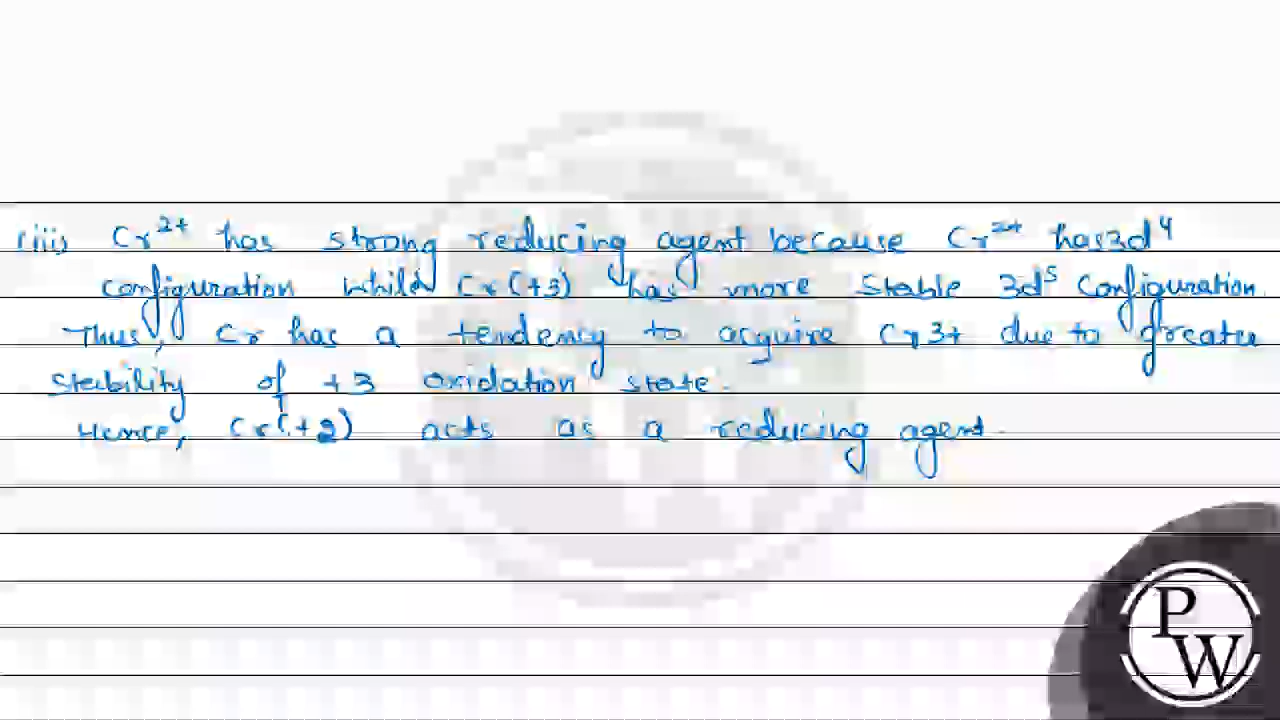 (iii) Cr²⁺ has strong reducing agent because Cr²⁺ has 3d⁴
configuration while Cr(+3) has more stable 3d⁵ configuration.
Thus, Cr has a tendency to acquire Cr3+ due to greater
stability of +3 oxidation state.
Hence, Cr(+2) acts as a reducing agent.
PW